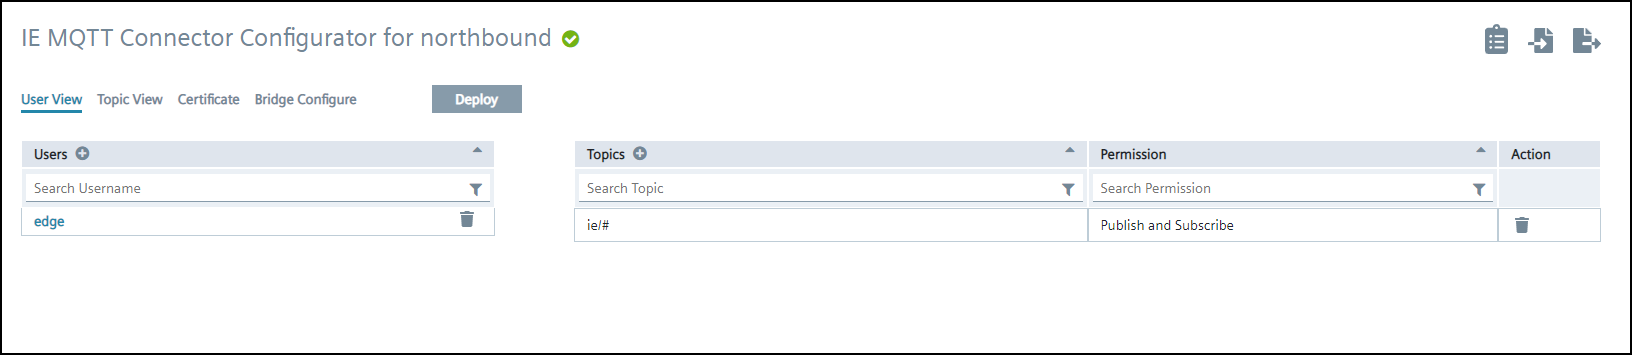 IE MQTT Connector Configurator for northbound
User View Topic View Certificate Bridge Configure Deploy
Users Topics Permission Action
Search Username Search Topic Search Permission
edge ie/# Publish and Subscribe